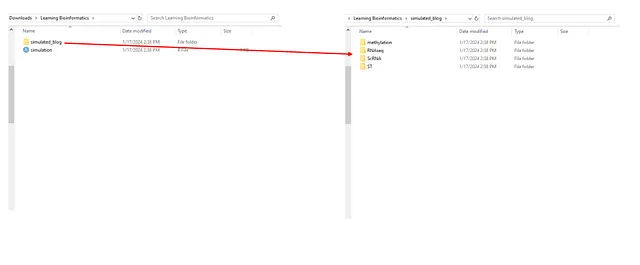 Downloads › Learning Bioinformatics ›
Search Learning Bioinformatics
Name Date modified Type Size
simulated_blog 1/17/2024 2:38 PM File folder
simulation 1/17/2024 2:38 PM
Learning Bioinformatics › simulated_blog ›
Search simulated_blog
Name Date modified Type Size
methylation 1/17/2024 2:38 PM File folder
RNAseq 1/17/2024 2:38 PM File folder
ScRNA 1/17/2024 2:38 PM File folder
ST 1/17/2024 2:38 PM File folder